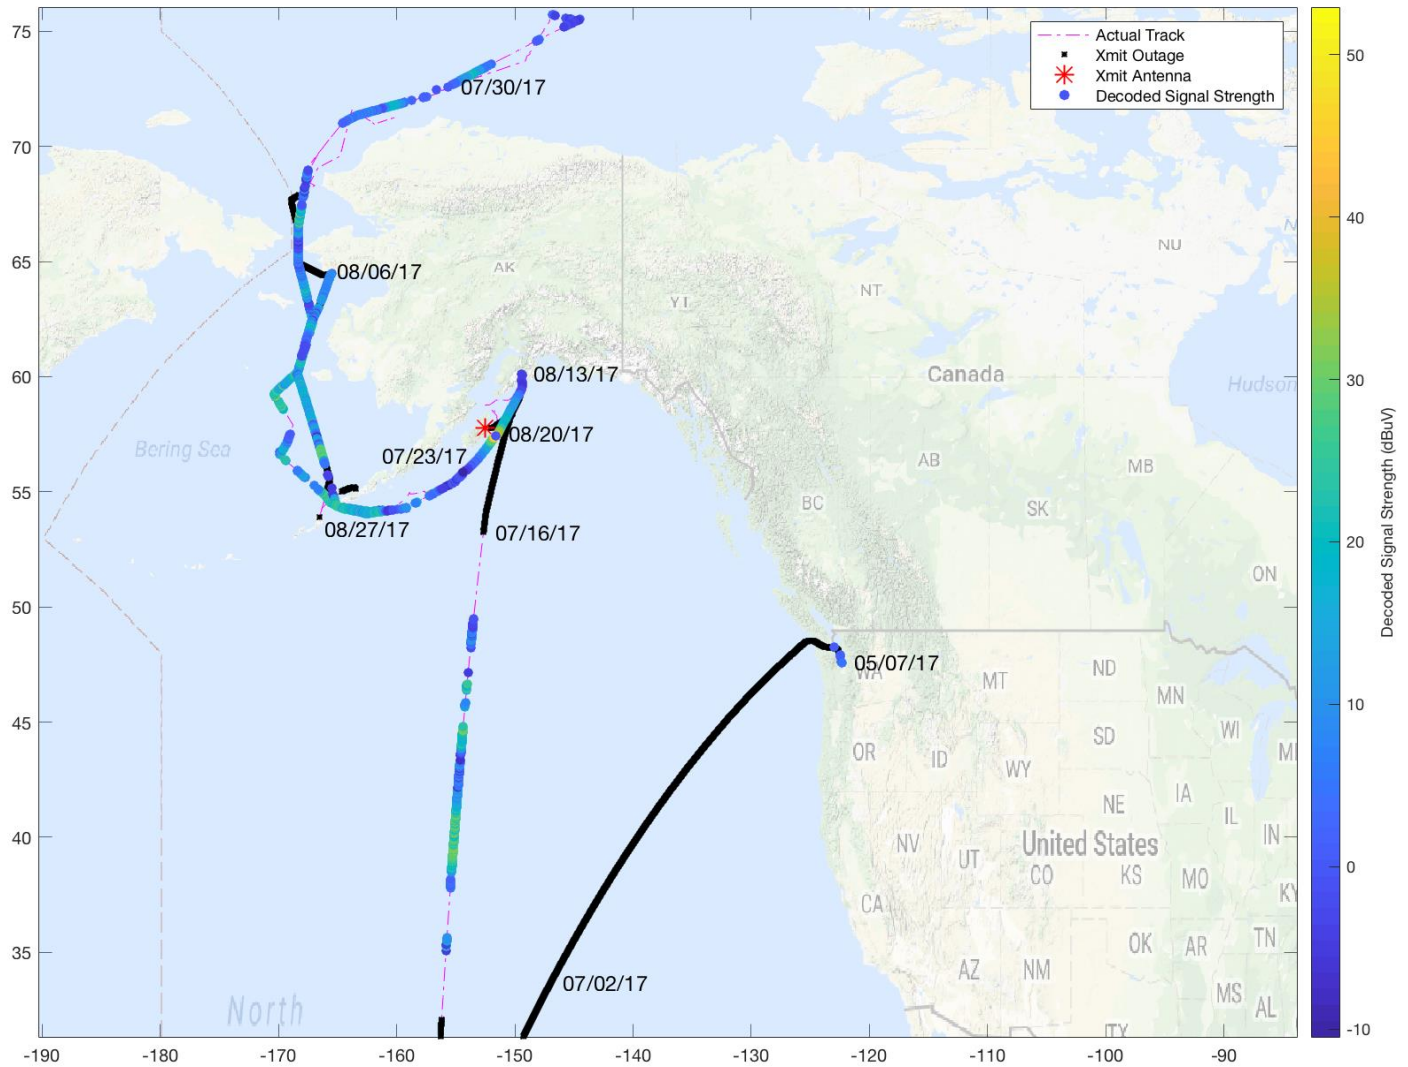 75
70
65
60
55
50
45
40
35
-190
-180
-170
-160
-150
-140
-130
-120
-110
-100
-90
Actual Track
Xmit Outage
Xmit Antenna
Decoded Signal Strength
07/30/17
08/06/17
08/13/17
08/20/17
07/23/17
08/27/17
07/16/17
05/07/17
07/02/17
AK
YT
NT
NU
Canada
Hudson
Bering Sea
AB
MB
BC
SK
ON
WA
MT
ND
MN
OR
ID
SD
WI
WY
MI
IA
NE
IL
IN
NV
UT
United States
CO
KS
MO
KY
CA
OK
AR
TN
AZ
NM
MS
AL
TX
North
50
40
30
20
10
0
-10
Decoded Signal Strength (dBuV)